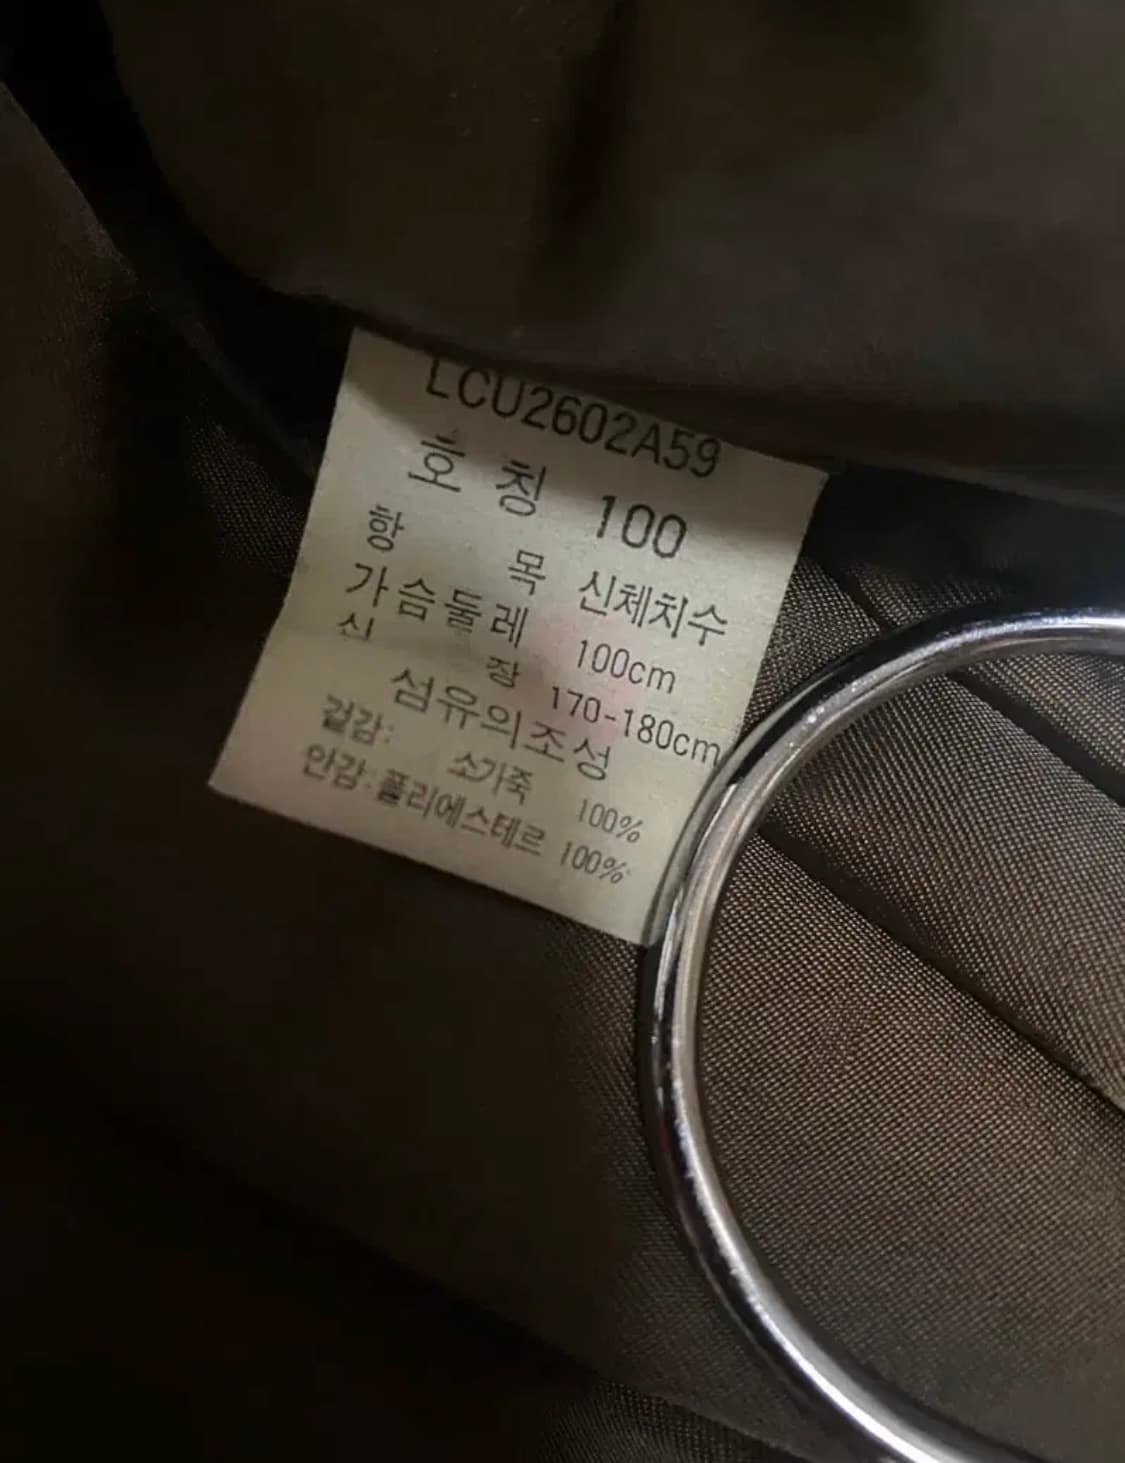 LCU2602A59
호 칭 100
항 목 신체치수
가슴둘레 100cm
신 장 170-180cm
섬유의조성
겉감: 소가죽 100%
안감:폴리에스테르 100%